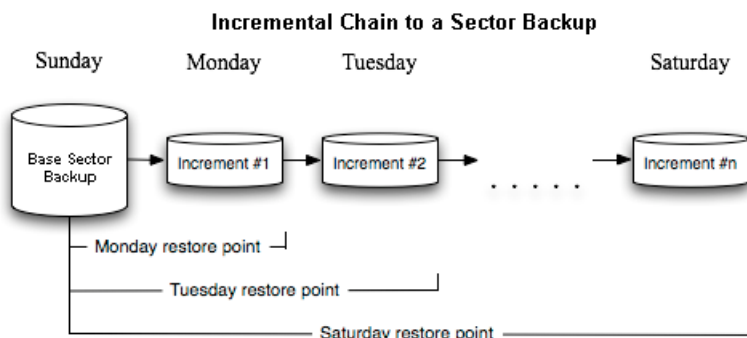 Incremental Chain to a Sector Backup
Sunday Monday Tuesday Saturday
Base Sector
Backup
Increment #1
Increment #2
. . . . .
Increment #n
Monday restore point
Tuesday restore point
Saturday restore point